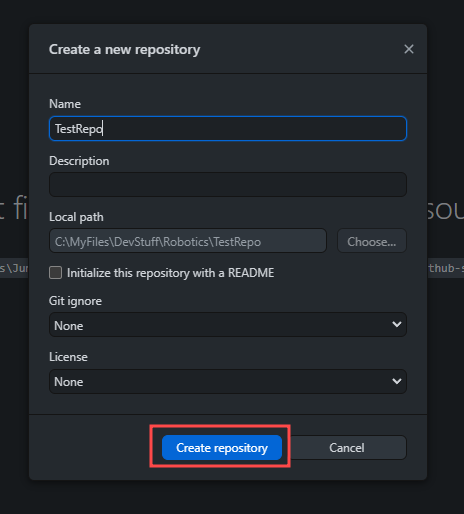 Create a new repository
Name
TestRepo
Description
t fi
sou
Local path
C:\MyFiles\DevStuff\Robotics\TestRepo
Choose...
s\Jun
thub-s
Initialize this repository with a README
Git ignore
None
License
None
Create repository
Cancel